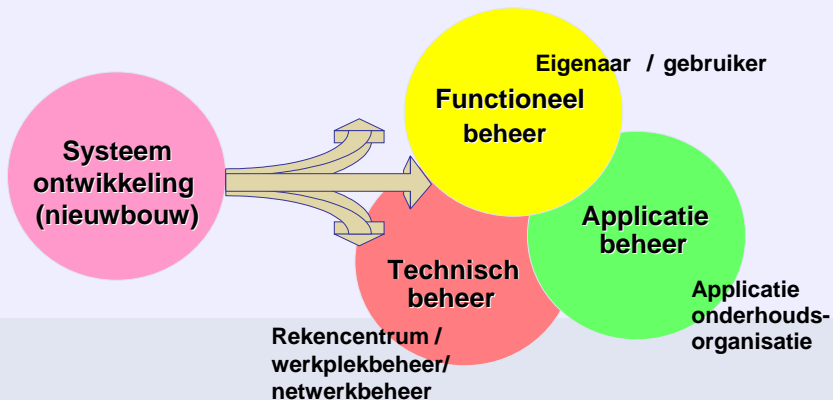 Systeem
ontwikkeling
(nieuwbouw)
Eigenaar / gebruiker
Functioneel
beheer
Applicatie
beheer
Technisch
beheer
Applicatie
onderhouds-
organisatie
Rekencentrum /
werkplekbeheer/
netwerkbeheer